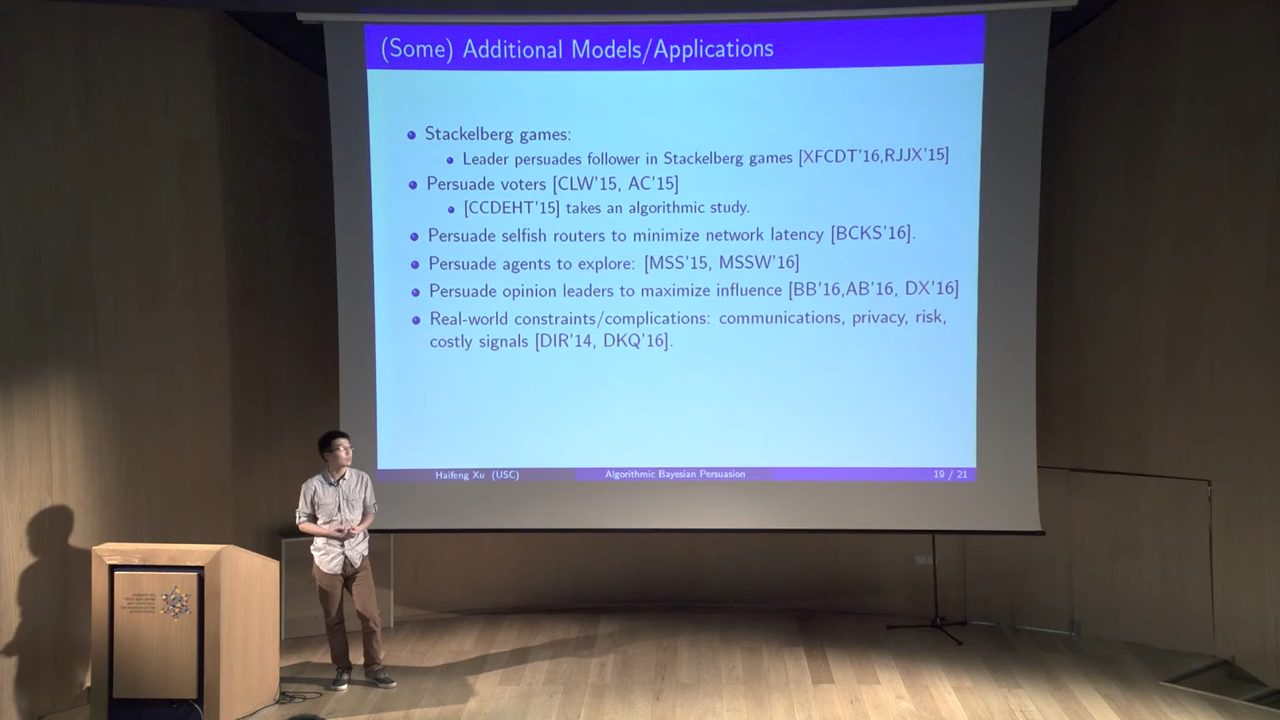 (Some) Additional Models/Applications
Stackelberg games:
Leader persuades follower in Stackelberg games [XFCDT'16,RJJX'15]
Persuade voters [CLW'15, AC'15]
[CCDEHT'15] takes an algorithmic study.
Persuade selfish routers to minimize network latency [BCKS'16].
Persuade agents to explore: [MSS'15, MSSW'16]
Persuade opinion leaders to maximize influence [BB'16,AB'16, DX'16]
Real-world constraints/complications: communications, privacy, risk,
costly signals [DIR'14, DKQ'16].
Haifeng Xu (USC) Algorithmic Bayesian Persuasion 19 / 21